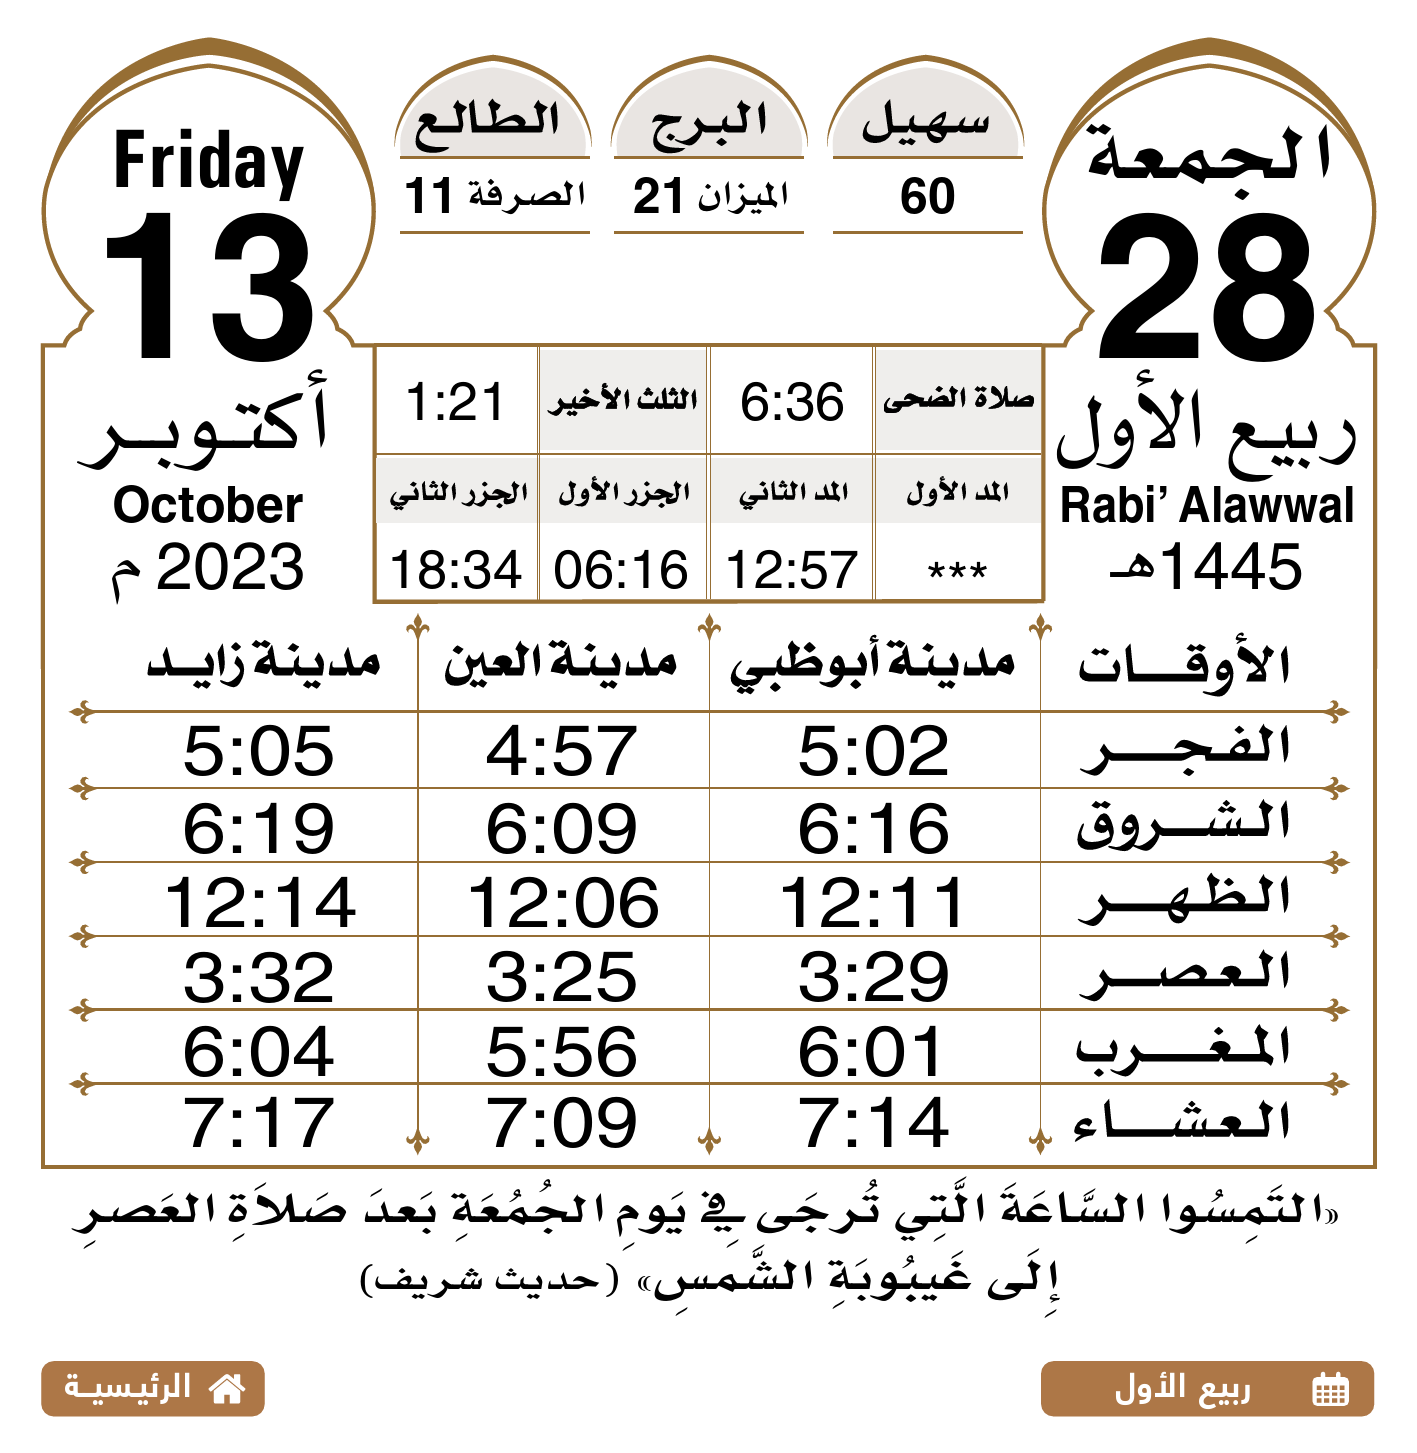 الجمعة
28
ربيع الأول
Rabi’ Alawwal
1445هـ
سهيل
60
البرج
الميزان 21
الطالع
الصرفة 11
Friday
13
أكتوبر
October
2023 م
صلاة الضحى 6:36 الثلث الأخير 1:21
المد الأول المد الثاني الجزر الأول الجزر الثاني
*** 12:57 06:16 18:34
الأوقات مدينة أبوظبي مدينة العين مدينة زايد
الفجر 5:02 4:57 5:05
الشروق 6:16 6:09 6:19
الظهر 12:11 12:06 12:14
العصر 3:29 3:25 3:32
المغرب 6:01 5:56 6:04
العشاء 7:14 7:09 7:17
«التَمِسُوا السَّاعَةَ الَّتِي تُرجَى فِي يَومِ الجُمُعَةِ بَعدَ صَلاَةِ العَصرِ
إِلَى غَيبُوبَةِ الشَّمسِ» (حديث شريف)
ربيع الأول
الرئيسية